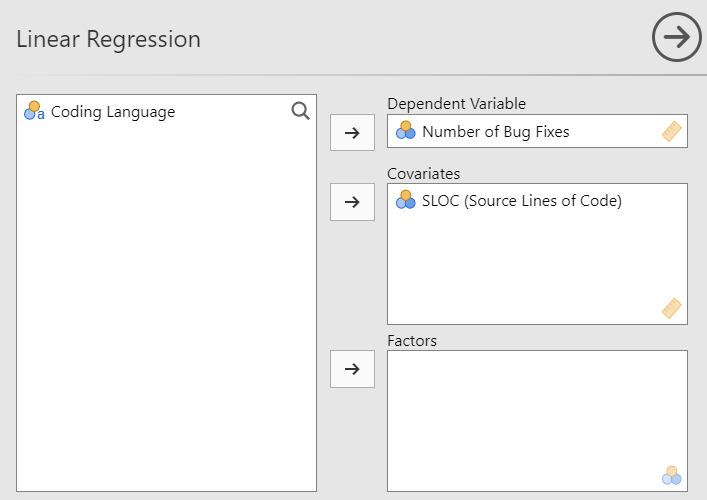 Linear Regression
Coding Language
Dependent Variable
Number of Bug Fixes
Covariates
SLOC (Source Lines of Code)
Factors